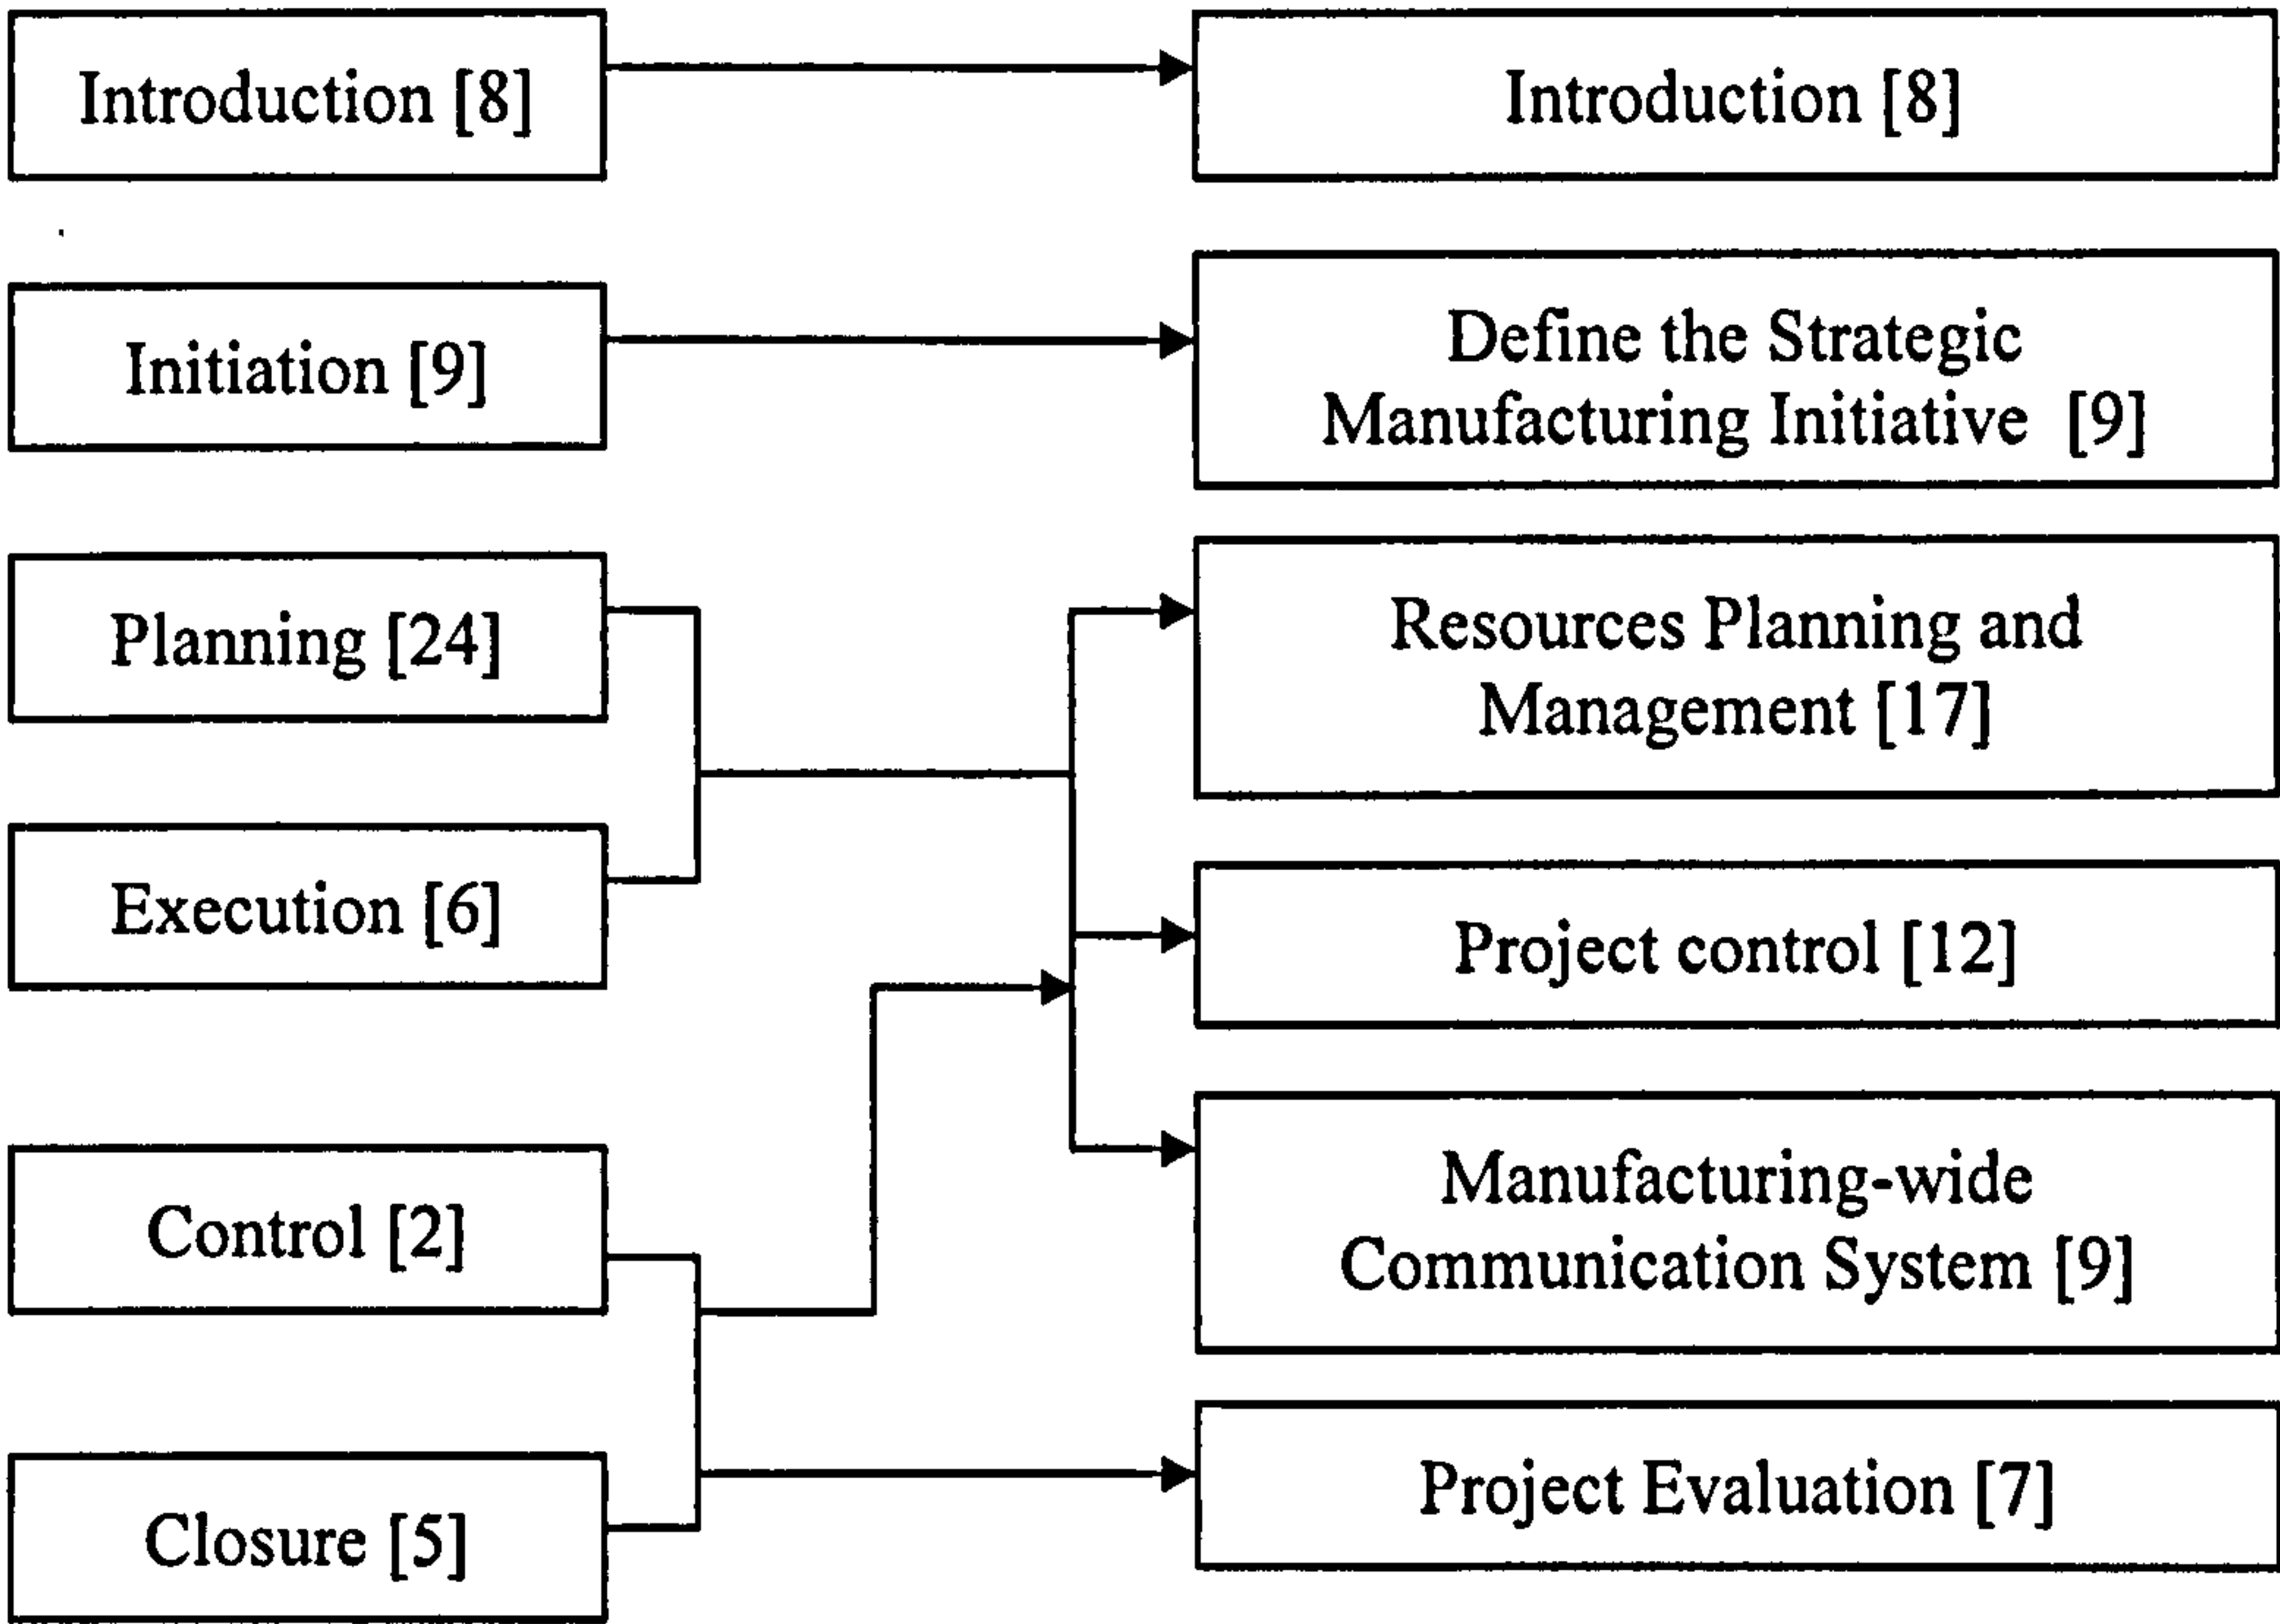 Introduction [8]
Introduction [8]
Initiation [9]
Define the Strategic
Manufacturing Initiative [9]
Planning [24]
Resources Planning and
Management [17]
Execution [6]
Project control [12]
Control [2]
Manufacturing-wide
Communication System [9]
Closure [5]
Project Evaluation [7]